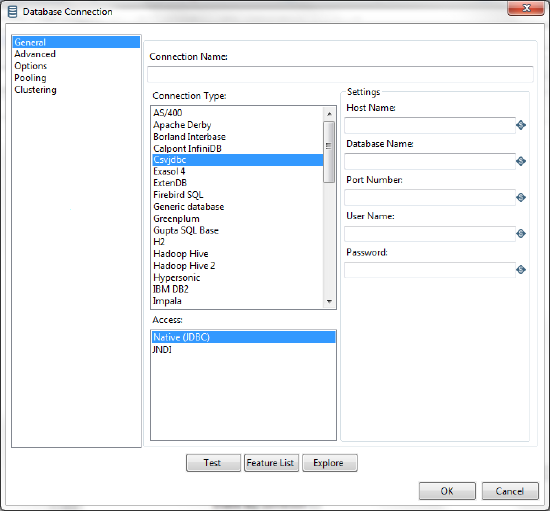 Database Connection
General
Advanced
Options
Pooling
Clustering
Connection Name:
Connection Type:
AS/400
Apache Derby
Borland Interbase
Calpont InfiniDB
Csvjdbc
Exasol 4
ExtenDB
Firebird SQL
Generic database
Greenplum
Gupta SQL Base
H2
Hadoop Hive
Hadoop Hive 2
Hypersonic
IBM DB2
Impala
Access:
Native (JDBC)
JNDI
Settings
Host Name:
Database Name:
Port Number:
User Name:
Password:
Test
Feature List
Explore
OK
Cancel